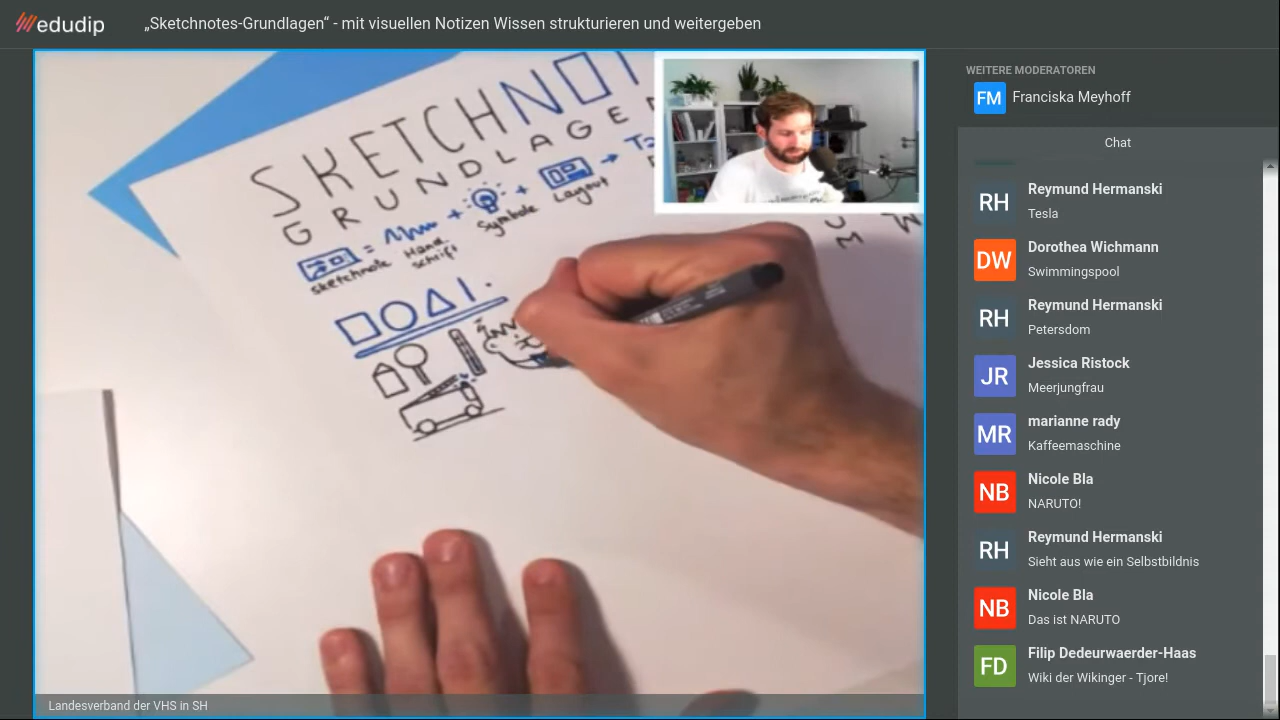 edudip
„Sketchnotes-Grundlagen“ - mit visuellen Notizen Wissen strukturieren und weitergeben
SKETCHNOT
GRUNDLAGE
sketchnote = Hand schrift + Symbole + Layout
Landesverband der VHS in SH
WEITERE MODERATOREN
FM Franciska Meyhoff
Chat
RH Reymund Hermanski
Tesla
DW Dorothea Wichmann
Swimmingspool
RH Reymund Hermanski
Petersdom
JR Jessica Ristock
Meerjungfrau
MR marianne rady
Kaffeemaschine
NB Nicole Bla
NARUTO!
RH Reymund Hermanski
Sieht aus wie ein Selbstbildnis
NB Nicole Bla
Das ist NARUTO
FD Filip Dedeurwaerder-Haas
Wiki der Wikinger - Tjore!